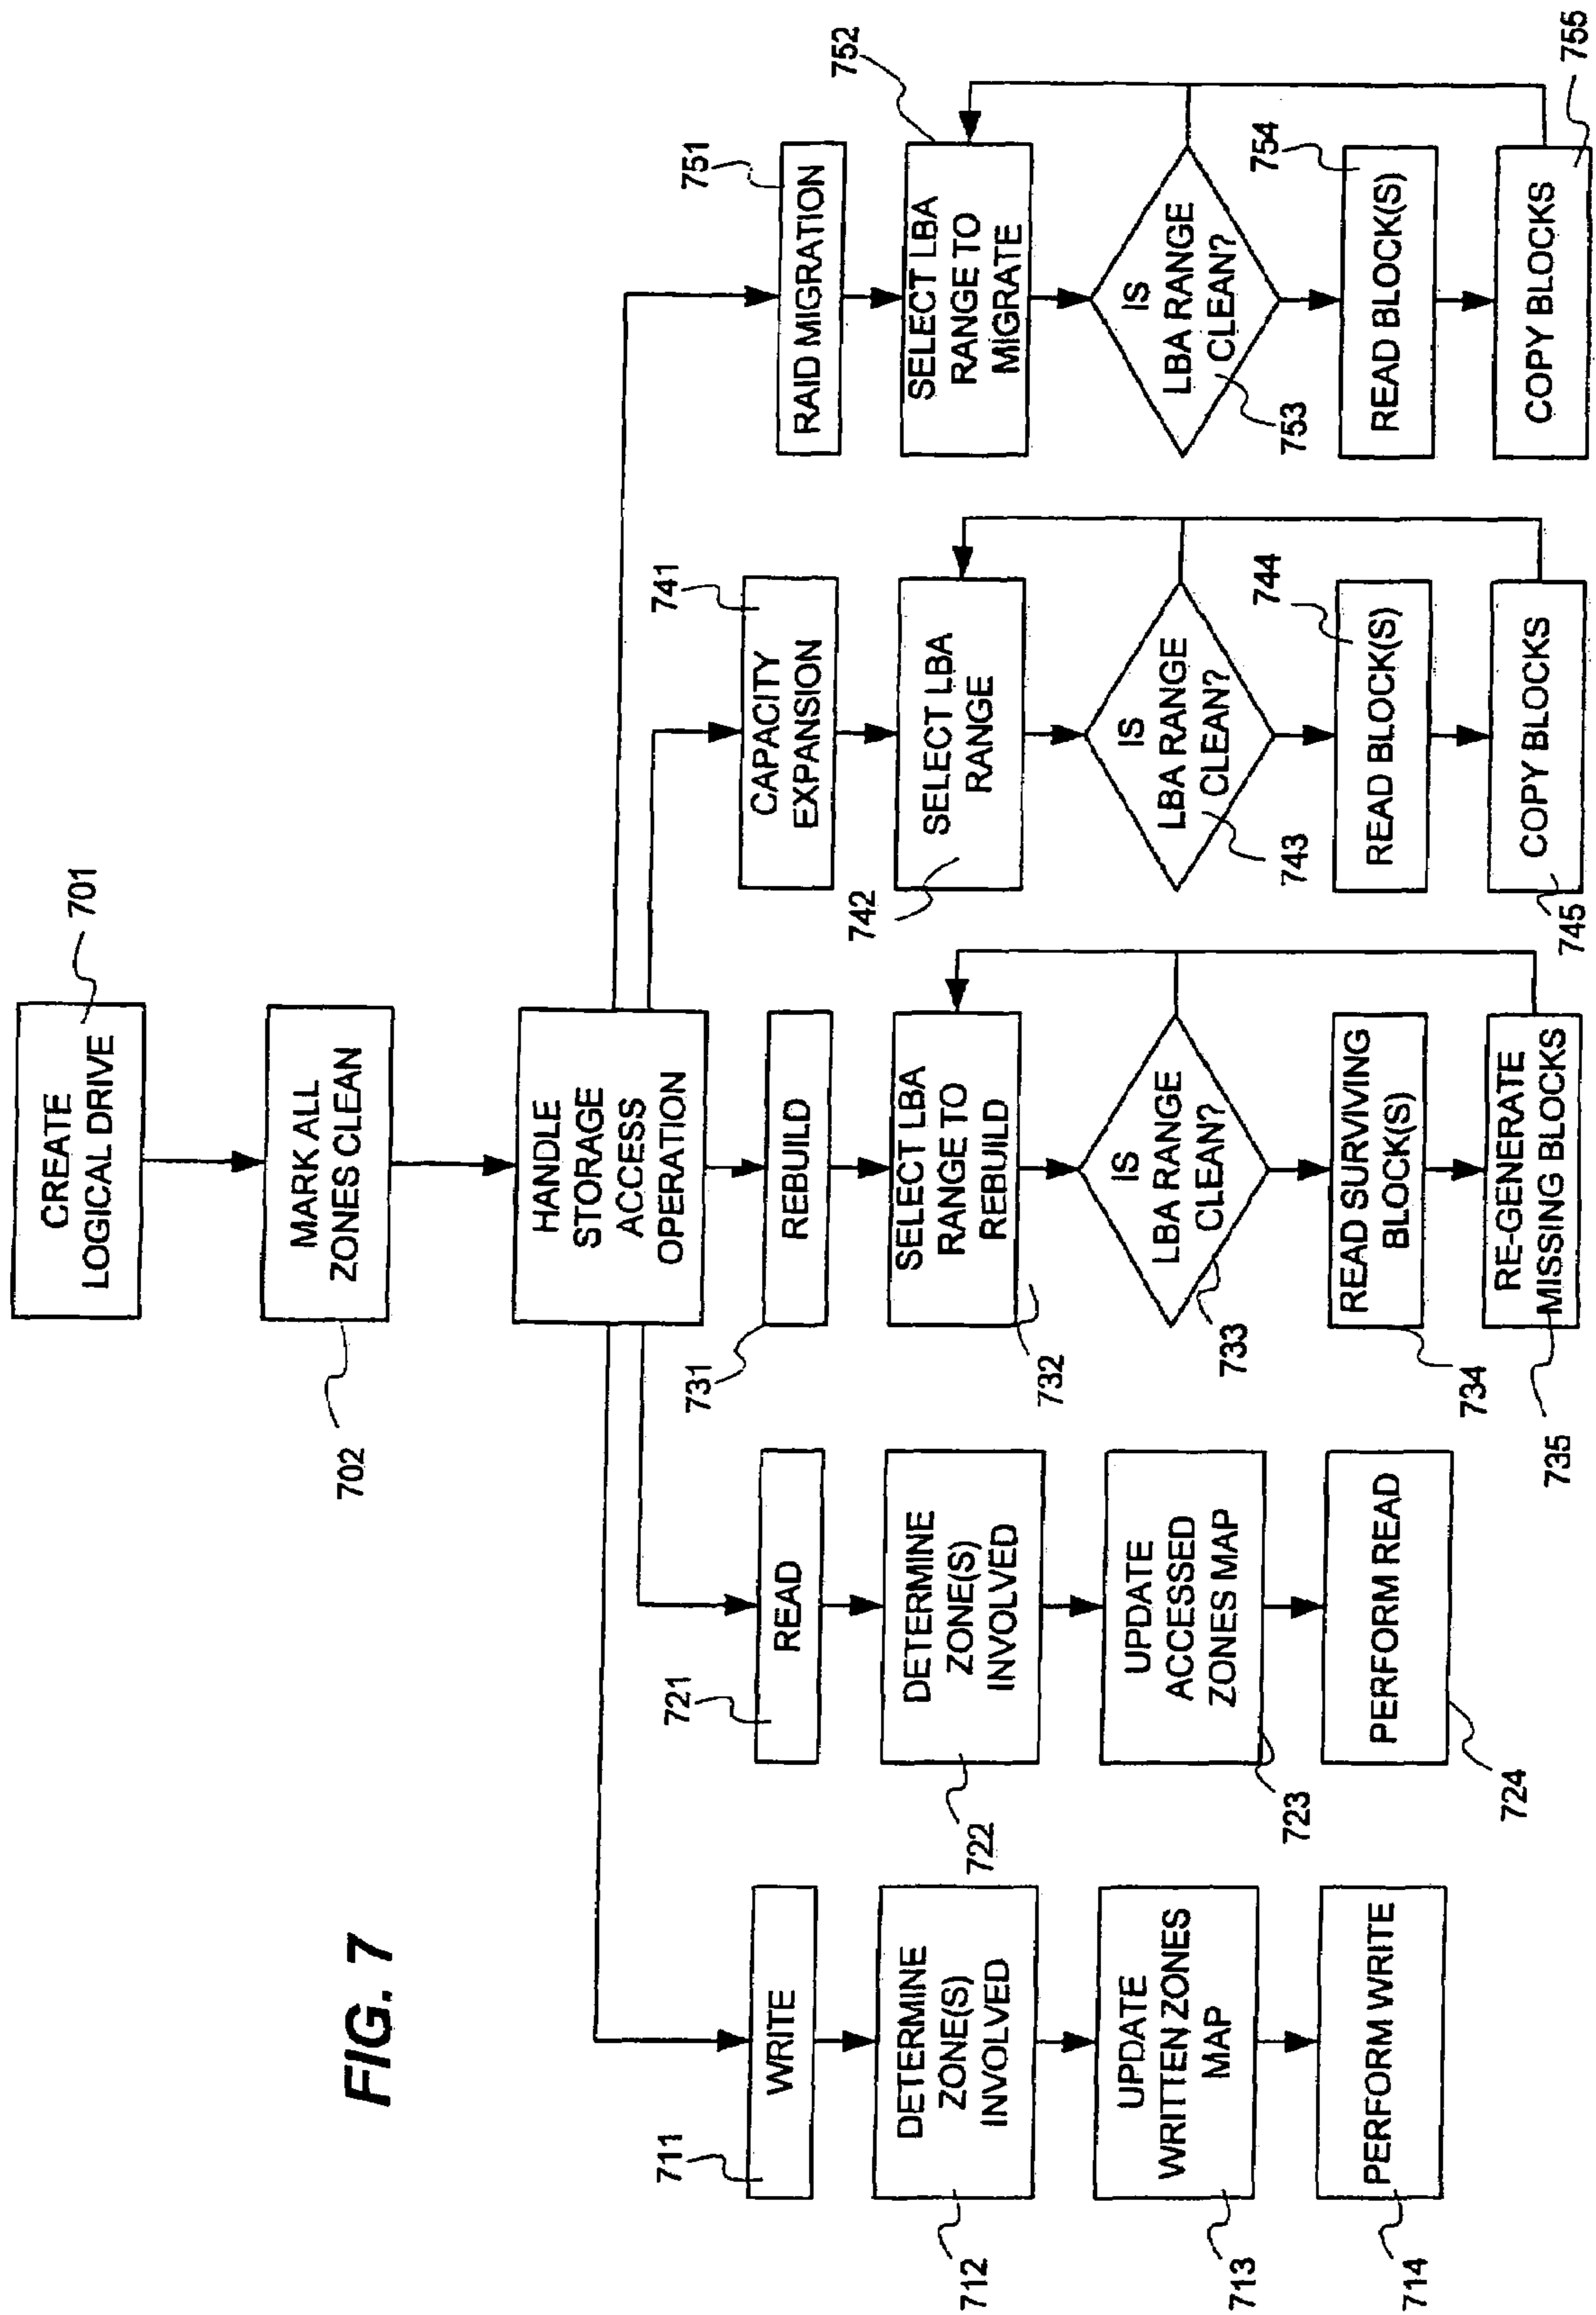 FIG. 7
CREATE
LOGICAL DRIVE
701
MARK ALL
ZONES CLEAN
702
HANDLE
STORAGE
ACCESS
OPERATION
711
WRITE
712
DETERMINE
ZONE(S)
INVOLVED
713
UPDATE
WRITTEN ZONES
MAP
714
PERFORM WRITE
721
READ
722
DETERMINE
ZONE(S)
INVOLVED
723
UPDATE
ACCESSED
ZONES MAP
724
PERFORM READ
731
REBUILD
732
SELECT LBA
RANGE TO
REBUILD
733
IS
LBA RANGE
CLEAN?
734
READ SURVIVING
BLOCK(S)
735
RE-GENERATE
MISSING BLOCKS
741
CAPACITY
EXPANSION
742
SELECT LBA
RANGE
743
IS
LBA RANGE
CLEAN?
744
READ BLOCK(S)
745
COPY BLOCKS
751
RAID MIGRATION
752
SELECT LBA
RANGE TO
MIGRATE
753
IS
LBA RANGE
CLEAN?
754
READ BLOCK(S)
755
COPY BLOCKS